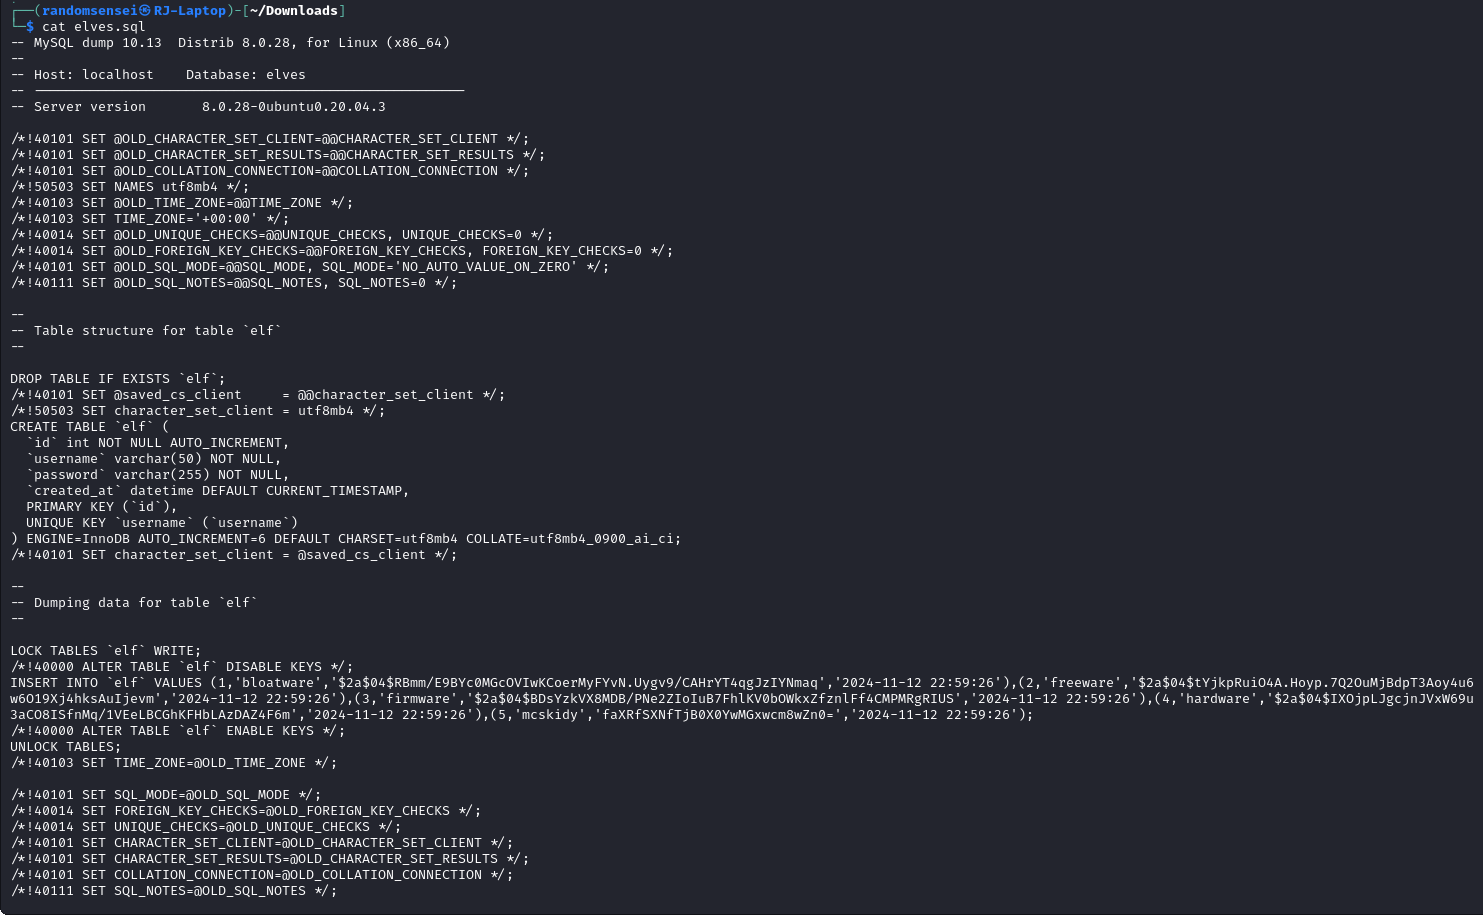 ┌──(randomsensei㉿RJ-Laptop)-[~/Downloads]
└─$ cat elves.sql
-- MySQL dump 10.13  Distrib 8.0.28, for Linux (x86_64)
--
-- Host: localhost    Database: elves
-- ------------------------------------------------------
-- Server version       8.0.28-0ubuntu0.20.04.3

/*!40101 SET @OLD_CHARACTER_SET_CLIENT=@@CHARACTER_SET_CLIENT */;
/*!40101 SET @OLD_CHARACTER_SET_RESULTS=@@CHARACTER_SET_RESULTS */;
/*!40101 SET @OLD_COLLATION_CONNECTION=@@COLLATION_CONNECTION */;
/*!50503 SET NAMES utf8mb4 */;
/*!40103 SET @OLD_TIME_ZONE=@@TIME_ZONE */;
/*!40103 SET TIME_ZONE='+00:00' */;
/*!40014 SET @OLD_UNIQUE_CHECKS=@@UNIQUE_CHECKS, UNIQUE_CHECKS=0 */;
/*!40014 SET @OLD_FOREIGN_KEY_CHECKS=@@FOREIGN_KEY_CHECKS, FOREIGN_KEY_CHECKS=0 */;
/*!40101 SET @OLD_SQL_MODE=@@SQL_MODE, SQL_MODE='NO_AUTO_VALUE_ON_ZERO' */;
/*!40111 SET @OLD_SQL_NOTES=@@SQL_NOTES, SQL_NOTES=0 */;

--
-- Table structure for table `elf`
--

DROP TABLE IF EXISTS `elf`;
/*!40101 SET @saved_cs_client     = @@character_set_client */;
/*!50503 SET character_set_client = utf8mb4 */;
CREATE TABLE `elf` (
  `id` int NOT NULL AUTO_INCREMENT,
  `username` varchar(50) NOT NULL,
  `password` varchar(255) NOT NULL,
  `created_at` datetime DEFAULT CURRENT_TIMESTAMP,
  PRIMARY KEY (`id`),
  UNIQUE KEY `username` (`username`)
) ENGINE=InnoDB AUTO_INCREMENT=6 DEFAULT CHARSET=utf8mb4 COLLATE=utf8mb4_0900_ai_ci;
/*!40101 SET character_set_client = @saved_cs_client */;

--
-- Dumping data for table `elf`
--

LOCK TABLES `elf` WRITE;
/*!40000 ALTER TABLE `elf` DISABLE KEYS */;
INSERT INTO `elf` VALUES (1,'bloatware','$2a$04$RBmm/E9BYc0MGcOVIwKCoerMyFYvN.Uygv9/CAHrYT4qgJzIYNmaq','2024-11-12 22:59:26'),(2,'freeware','$2a$04$tYjkpRuiO4A.Hoyp.7Q2OuMjBdpT3Aoy4u6
w6O19Xj4hksAuIjevm','2024-11-12 22:59:26'),(3,'firmware','$2a$04$BDsYzkVX8MDB/PNe2ZIoIuB7FhlKV0bOWkxZfznlFf4CMPMRgRIUS','2024-11-12 22:59:26'),(4,'hardware','$2a$04$IXOjpLJgcjnJVxW69u
3aCO8ISfnMq/1VEeLBCGhKFHbLAzDAZ4F6m','2024-11-12 22:59:26'),(5,'mcskidy','faXRfSXNfTjB0X0YwMGxwcm8wZn0=','2024-11-12 22:59:26');
/*!40000 ALTER TABLE `elf` ENABLE KEYS */;
UNLOCK TABLES;
/*!40103 SET TIME_ZONE=@OLD_TIME_ZONE */;

/*!40101 SET SQL_MODE=@OLD_SQL_MODE */;
/*!40014 SET FOREIGN_KEY_CHECKS=@OLD_FOREIGN_KEY_CHECKS */;
/*!40014 SET UNIQUE_CHECKS=@OLD_UNIQUE_CHECKS */;
/*!40101 SET CHARACTER_SET_CLIENT=@OLD_CHARACTER_SET_CLIENT */;
/*!40101 SET CHARACTER_SET_RESULTS=@OLD_CHARACTER_SET_RESULTS */;
/*!40101 SET COLLATION_CONNECTION=@OLD_COLLATION_CONNECTION */;
/*!40111 SET SQL_NOTES=@OLD_SQL_NOTES */;